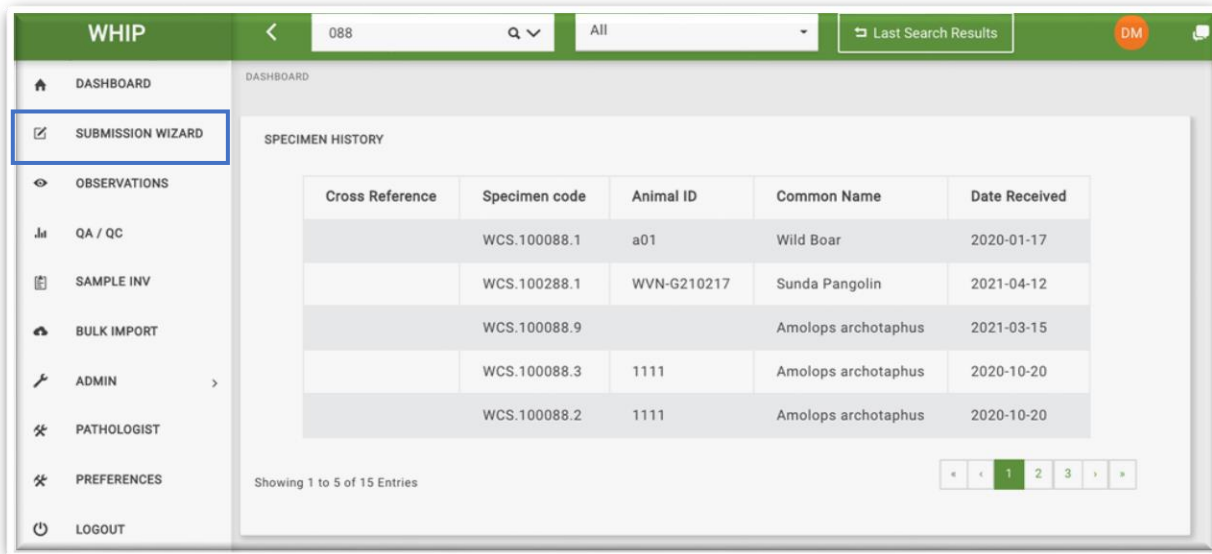 WHIP
088
All
Last Search Results
DM
DASHBOARD
SUBMISSION WIZARD
OBSERVATIONS
QA / QC
SAMPLE INV
BULK IMPORT
ADMIN
PATHOLOGIST
PREFERENCES
LOGOUT
DASHBOARD
SPECIMEN HISTORY
Cross Reference Specimen code Animal ID Common Name Date Received
WCS.100088.1 a01 Wild Boar 2020-01-17
WCS.100288.1 WVN-G210217 Sunda Pangolin 2021-04-12
WCS.100088.9 Amolops archotaphus 2021-03-15
WCS.100088.3 1111 Amolops archotaphus 2020-10-20
WCS.100088.2 1111 Amolops archotaphus 2020-10-20
Showing 1 to 5 of 15 Entries
« ‹ 1 2 3 › »